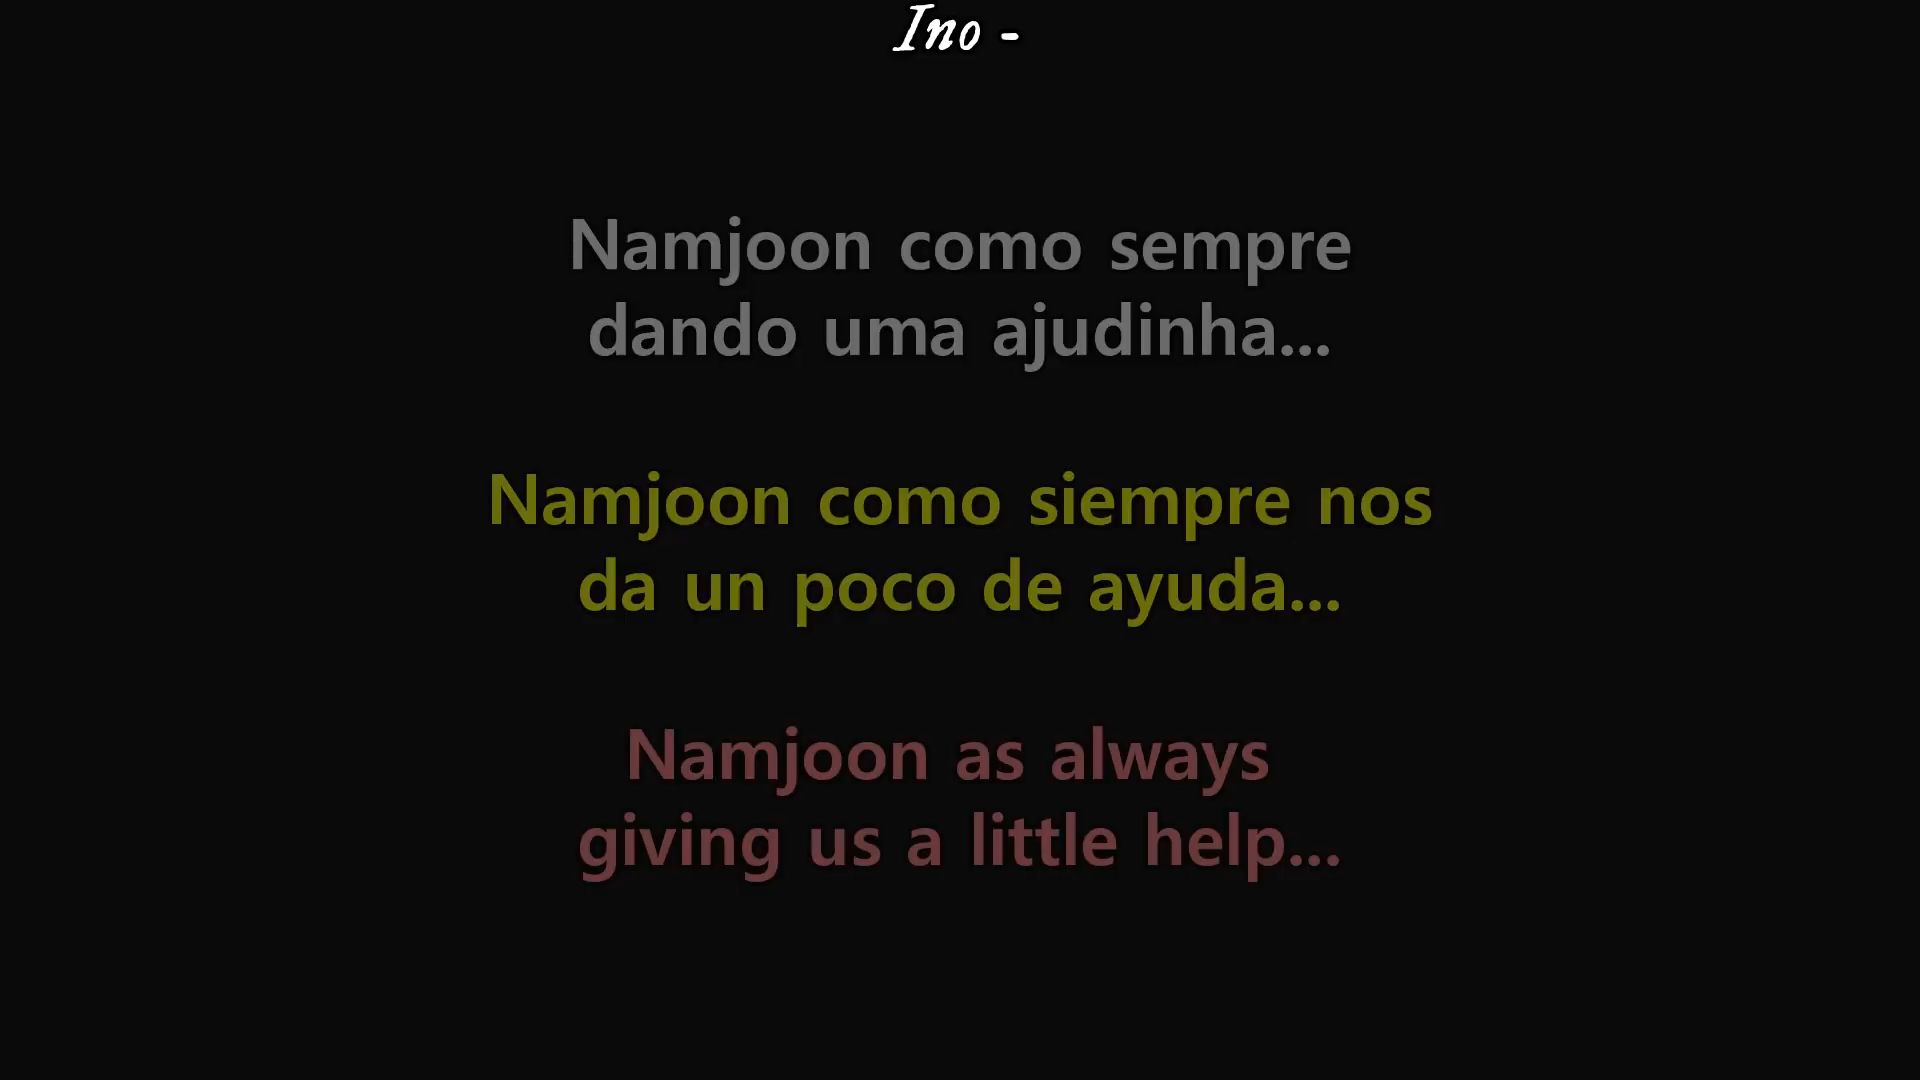 Ino -
Namjoon como sempre
dando uma ajudinha...
Namjoon como siempre nos
da un poco de ayuda...
Namjoon as always
giving us a little help...